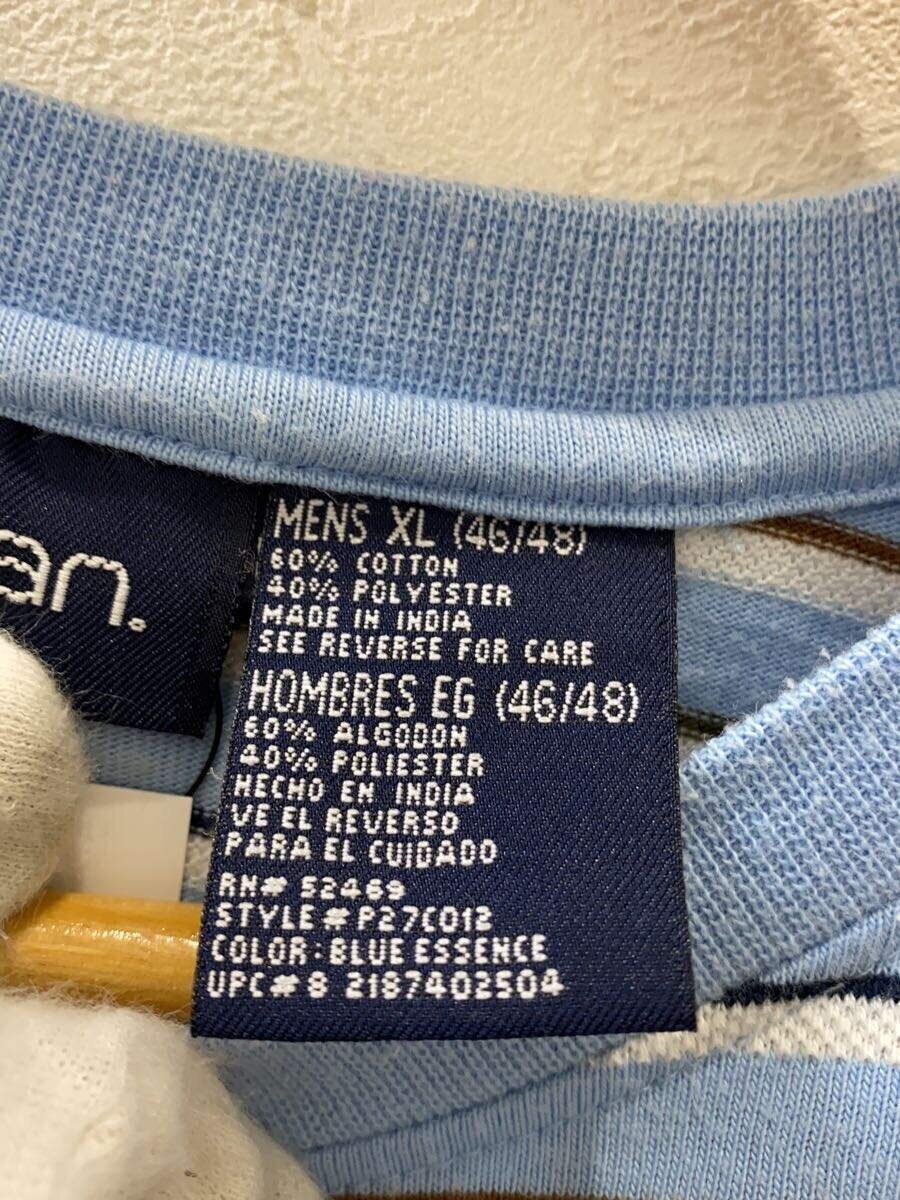 an.
MENS XL (46/48)
60% COTTON
40% POLYESTER
MADE IN INDIA
SEE REVERSE FOR CARE
HOMBRES EG (46/48)
60% ALGODON
40% POLIESTER
HECHO EN INDIA
VE EL REVERSO
PARA EL CUIDADO
RN# 52469
STYLE # P27C012
COLOR: BLUE ESSENCE
UPC# 8 2187402504